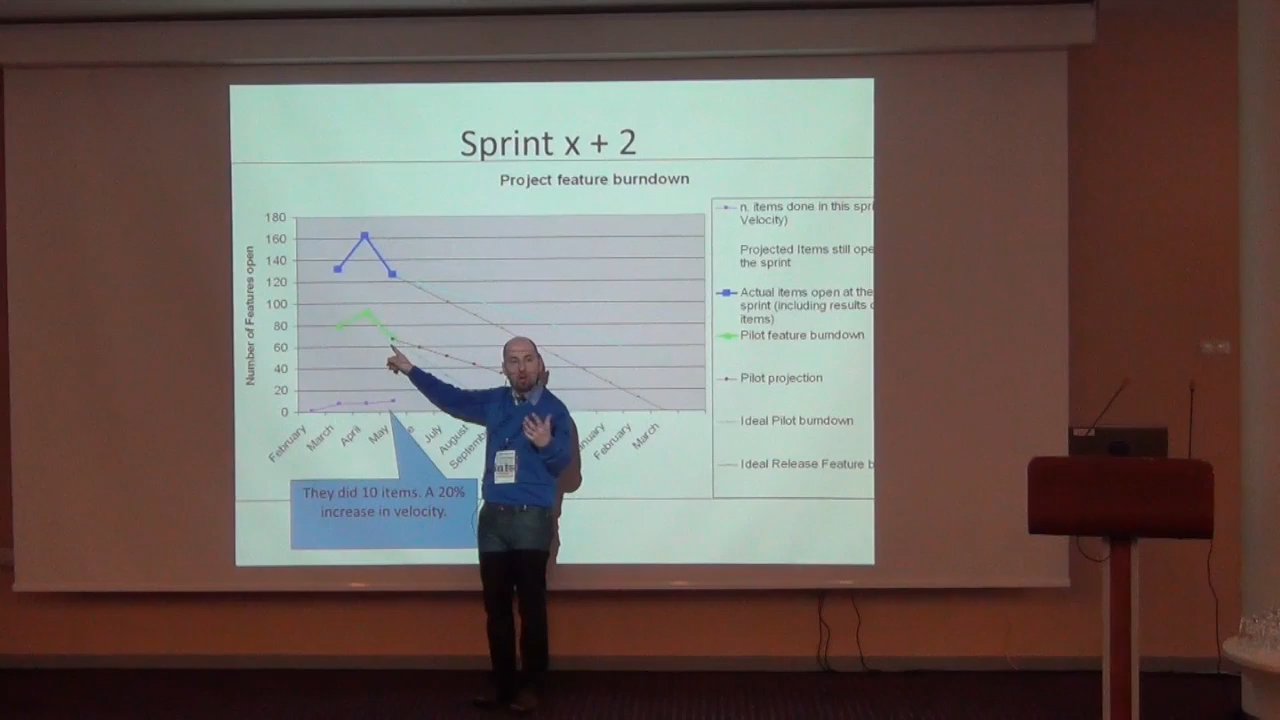 Sprint x + 2
Project feature burndown
Number of Features open
180
160
140
120
100
80
60
40
20
0
February
March
April
May
July
August
February
March
n. items done in this
Velocity)
Projected Items still
the sprint
Actual items open at the
sprint (including results
items)
Pilot feature burndown
Pilot projection
Ideal Pilot burndown
Ideal Release Feature
They did 10 items. A 20%
increase in velocity.